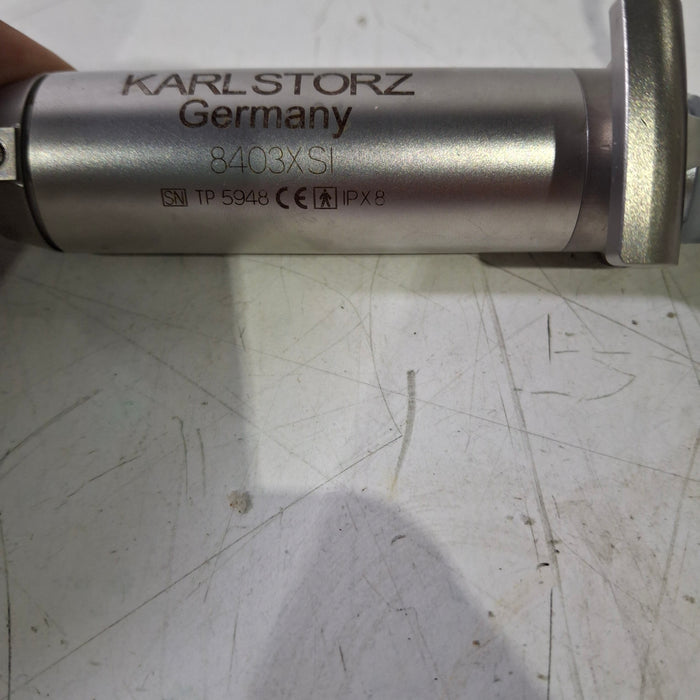 KARL STORZ
Germany
8403XSI
SN TP 5948 CE IPX8